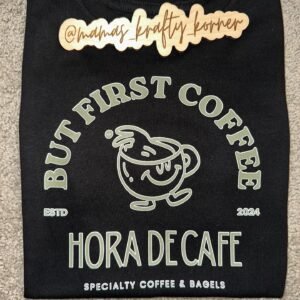 @mamas_krafty_korner
BUT FIRST COFFEE
ESTD 2024
HORA DE CAFE
SPECIALTY COFFEE & BAGELS